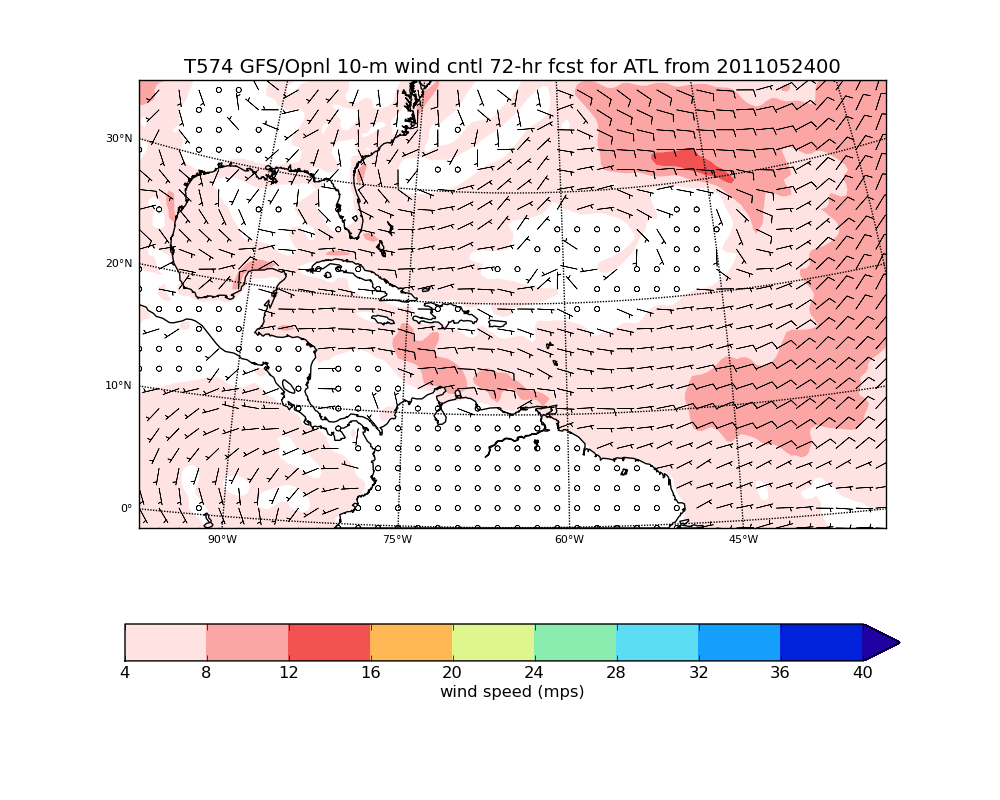 T574 GFS/Opnl 10-m wind cntl 72-hr fcst for ATL from 2011052400
30°N
20°N
10°N
0°
90°W 75°W 60°W 45°W
4 8 12 16 20 24 28 32 36 40
wind speed (mps)